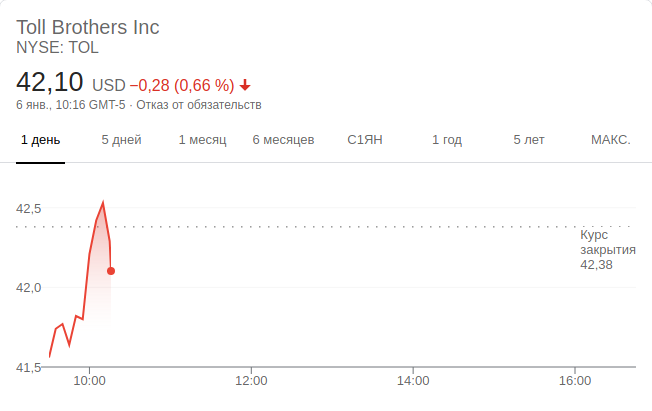 Toll Brothers Inc
NYSE: TOL
42,10 USD −0,28 (0,66 %)
6 янв., 10:16 GMT-5 · Отказ от обязательств
1 день 5 дней 1 месяц 6 месяцев С1ЯН 1 год 5 лет МАКС.
42,5
Курс
закрытия
42,38
42,0
41,5
10:00 12:00 14:00 16:00